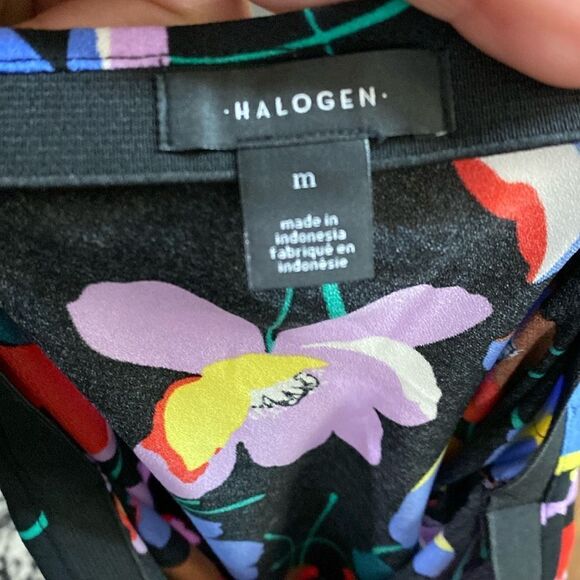 ·HALOGEN·
m
made in
indonesia
fabriqué en
indonésie